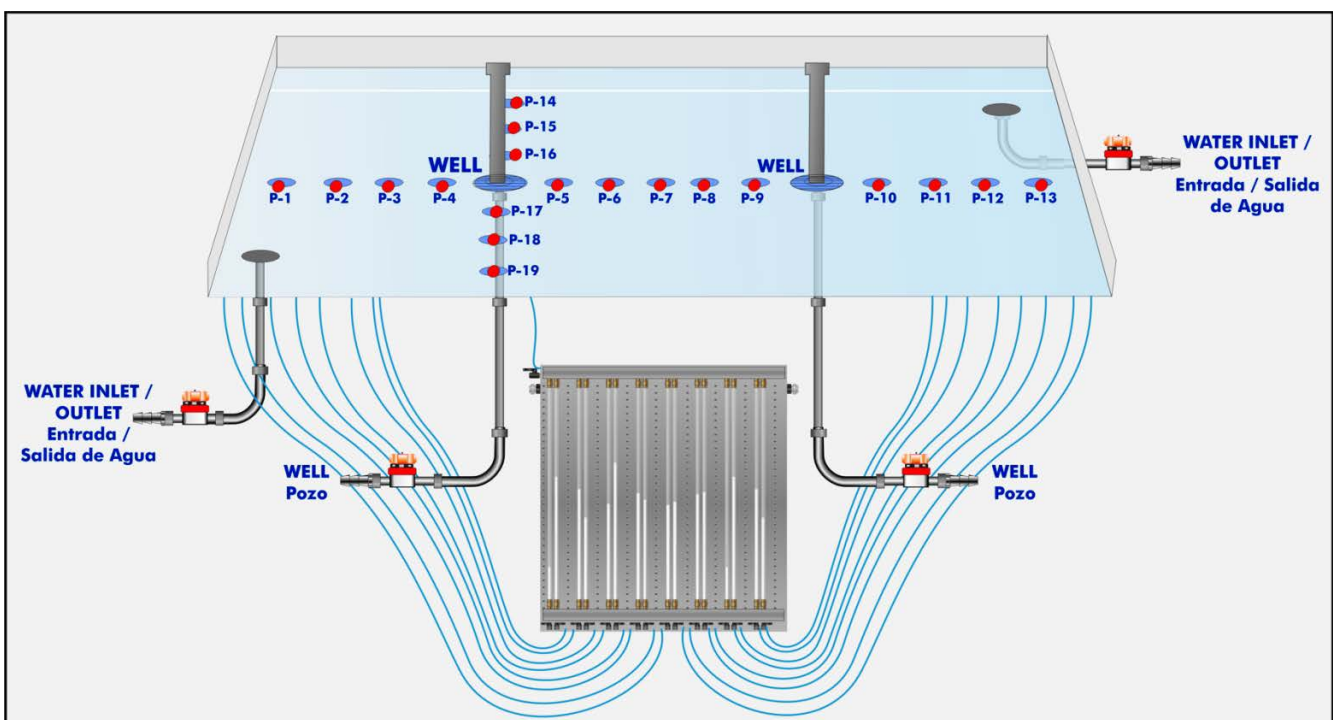 P-14
P-15
P-16
WELL
WELL
P-1
P-2
P-3
P-4
P-5
P-6
P-7
P-8
P-9
P-10
P-11
P-12
P-13
P-17
P-18
P-19
WATER INLET /
OUTLET
Entrada / Salida
de Agua
WATER INLET /
OUTLET
Entrada /
Salida de Agua
WELL
Pozo
WELL
Pozo